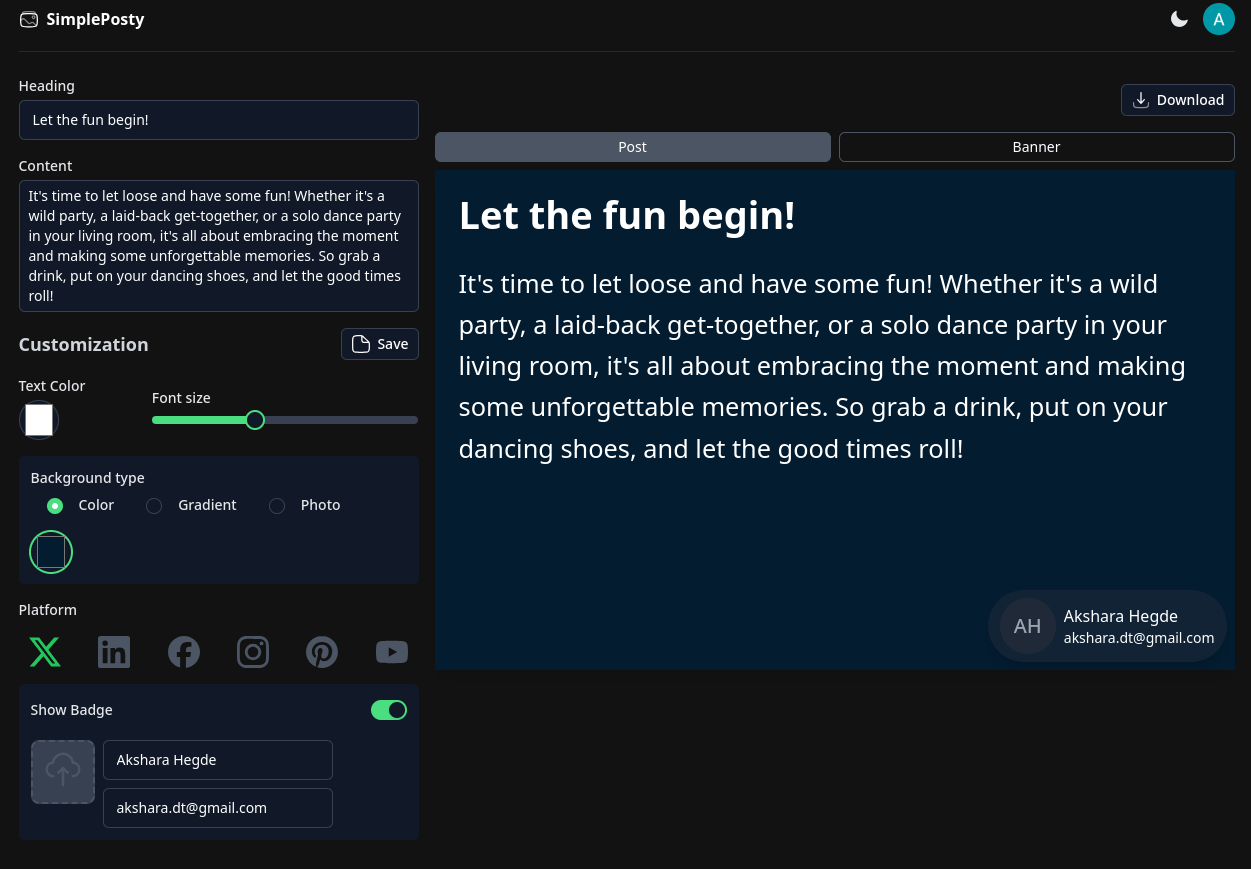 SimplePosty
A
Heading
Let the fun begin!
Content
It's time to let loose and have some fun! Whether it's a
wild party, a laid-back get-together, or a solo dance party
in your living room, it's all about embracing the moment
and making some unforgettable memories. So grab a
drink, put on your dancing shoes, and let the good times
roll!
Customization
Save
Text Color
Font size
Background type
Color
Gradient
Photo
Platform
Show Badge
Akshara Hegde
akshara.dt@gmail.com
Download
Post
Banner
Let the fun begin!
It's time to let loose and have some fun! Whether it's a wild
party, a laid-back get-together, or a solo dance party in your
living room, it's all about embracing the moment and making
some unforgettable memories. So grab a drink, put on your
dancing shoes, and let the good times roll!
AH
Akshara Hegde
akshara.dt@gmail.com